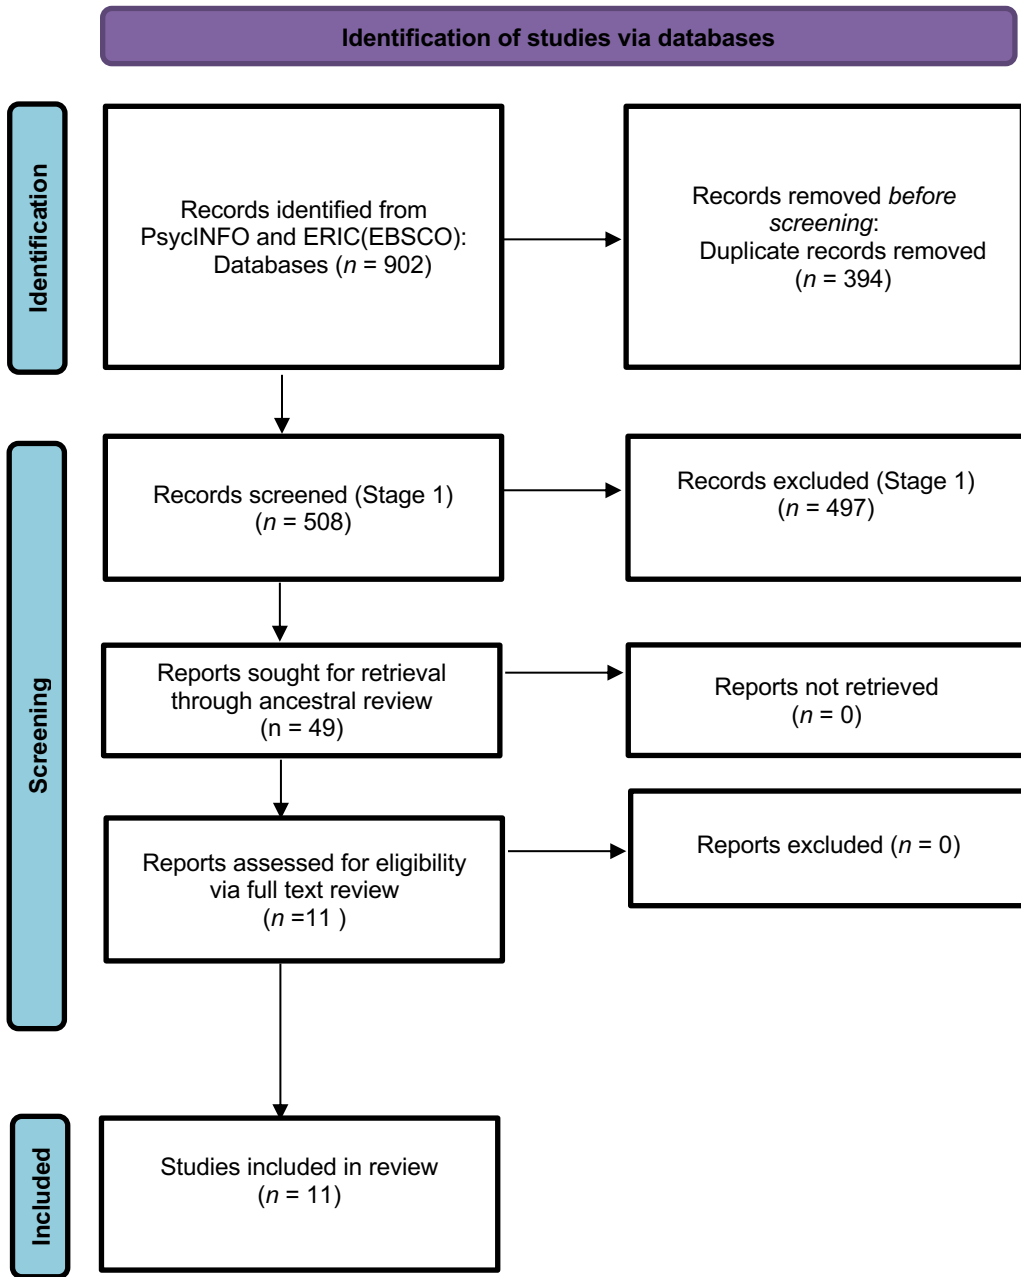 Identification of studies via databases
Identification
Records identified from
PsycINFO and ERIC(EBSCO):
Databases (n = 902)
Records removed before
screening:
Duplicate records removed
(n = 394)
Screening
Records screened (Stage 1)
(n = 508)
Records excluded (Stage 1)
(n = 497)
Reports sought for retrieval
through ancestral review
(n = 49)
Reports not retrieved
(n = 0)
Reports assessed for eligibility
via full text review
(n =11 )
Reports excluded (n = 0)
Included
Studies included in review
(n = 11)